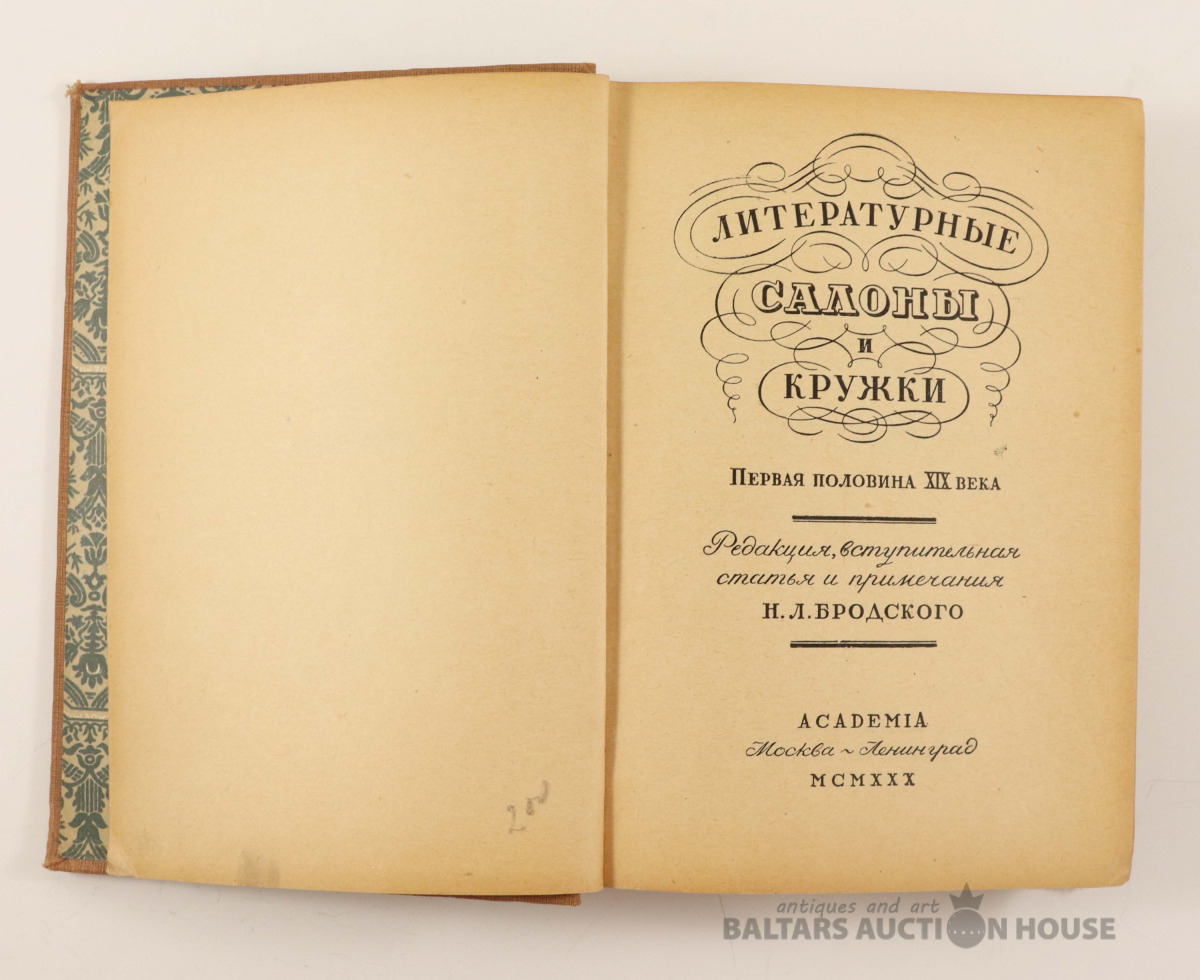 ЛИТЕРАТУРНЫЕ
САЛОНЫ
И
КРУЖКИ
ПЕРВАЯ ПОЛОВИНА XIX ВЕКА
Редакция, вступительная
статья и примечания
Н. Л. БРОДСКОГО
ACADEMIA
Москва ~ Ленинград
MCMXXX
200
antiques and art
BALTARS AUCTION HOUSE